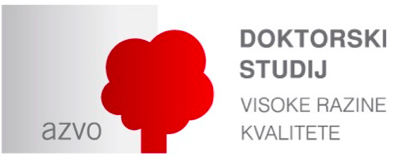 azvo
DOKTORSKI
STUDIJ
VISOKE RAZINE
KVALITETE